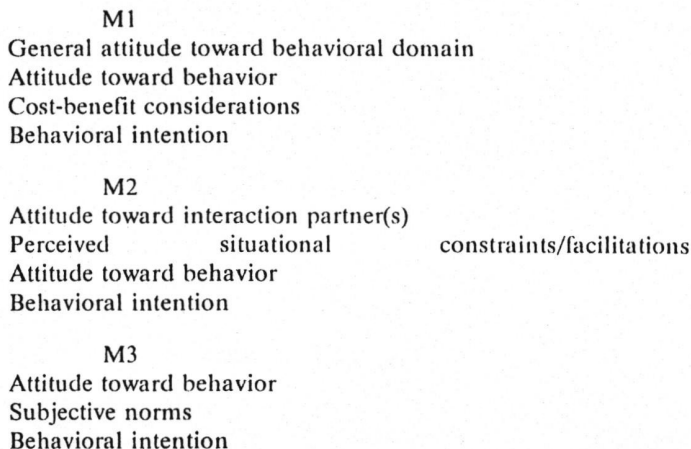 M1
General attitude toward behavioral domain
Attitude toward behavior
Cost-benefit considerations
Behavioral intention
M2
Attitude toward interaction partner(s)
Perceived situational constraints/facilitations
Attitude toward behavior
Behavioral intention
M3
Attitude toward behavior
Subjective norms
Behavioral intention